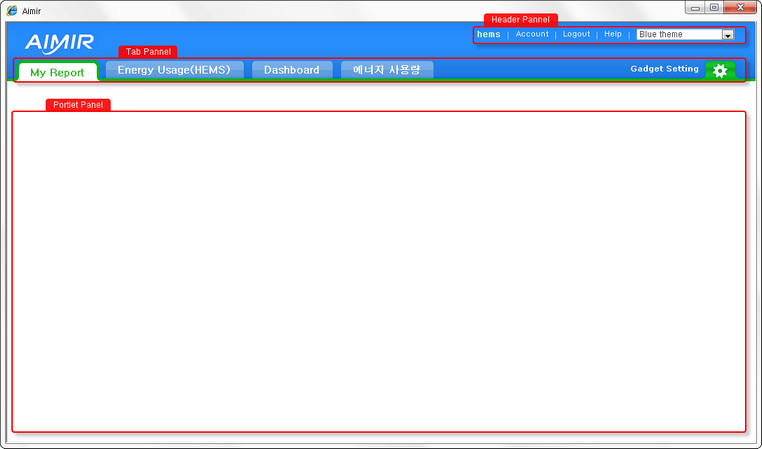 Aimir
Header Pannel
AIMIR
hems | Account | Logout | Help | Blue theme
Tab Pannel
My Report Energy Usage(HEMS) Dashboard 에너지 사용량 Gadget Setting
Portlet Panel